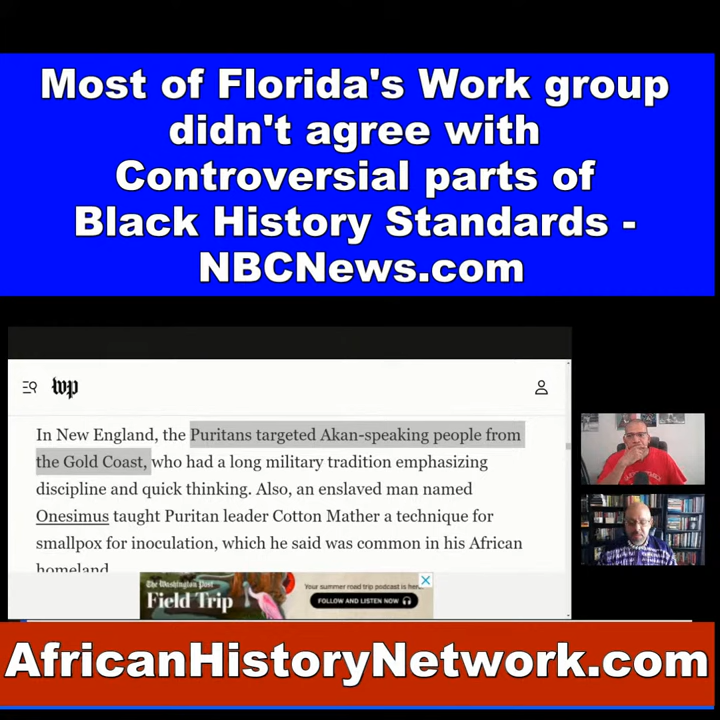 Most of Florida's Work group
didn't agree with
Controversial parts of
Black History Standards -
NBCNews.com
wp
In New England, the Puritans targeted Akan-speaking people from
the Gold Coast, who had a long military tradition emphasizing
discipline and quick thinking. Also, an enslaved man named
Onesimus taught Puritan leader Cotton Mather a technique for
smallpox for inoculation, which he said was common in his African
homeland.
The Washington Post
Field Trip
Your summer road trip podcast is here.
FOLLOW AND LISTEN NOW
AfricanHistoryNetwork.com